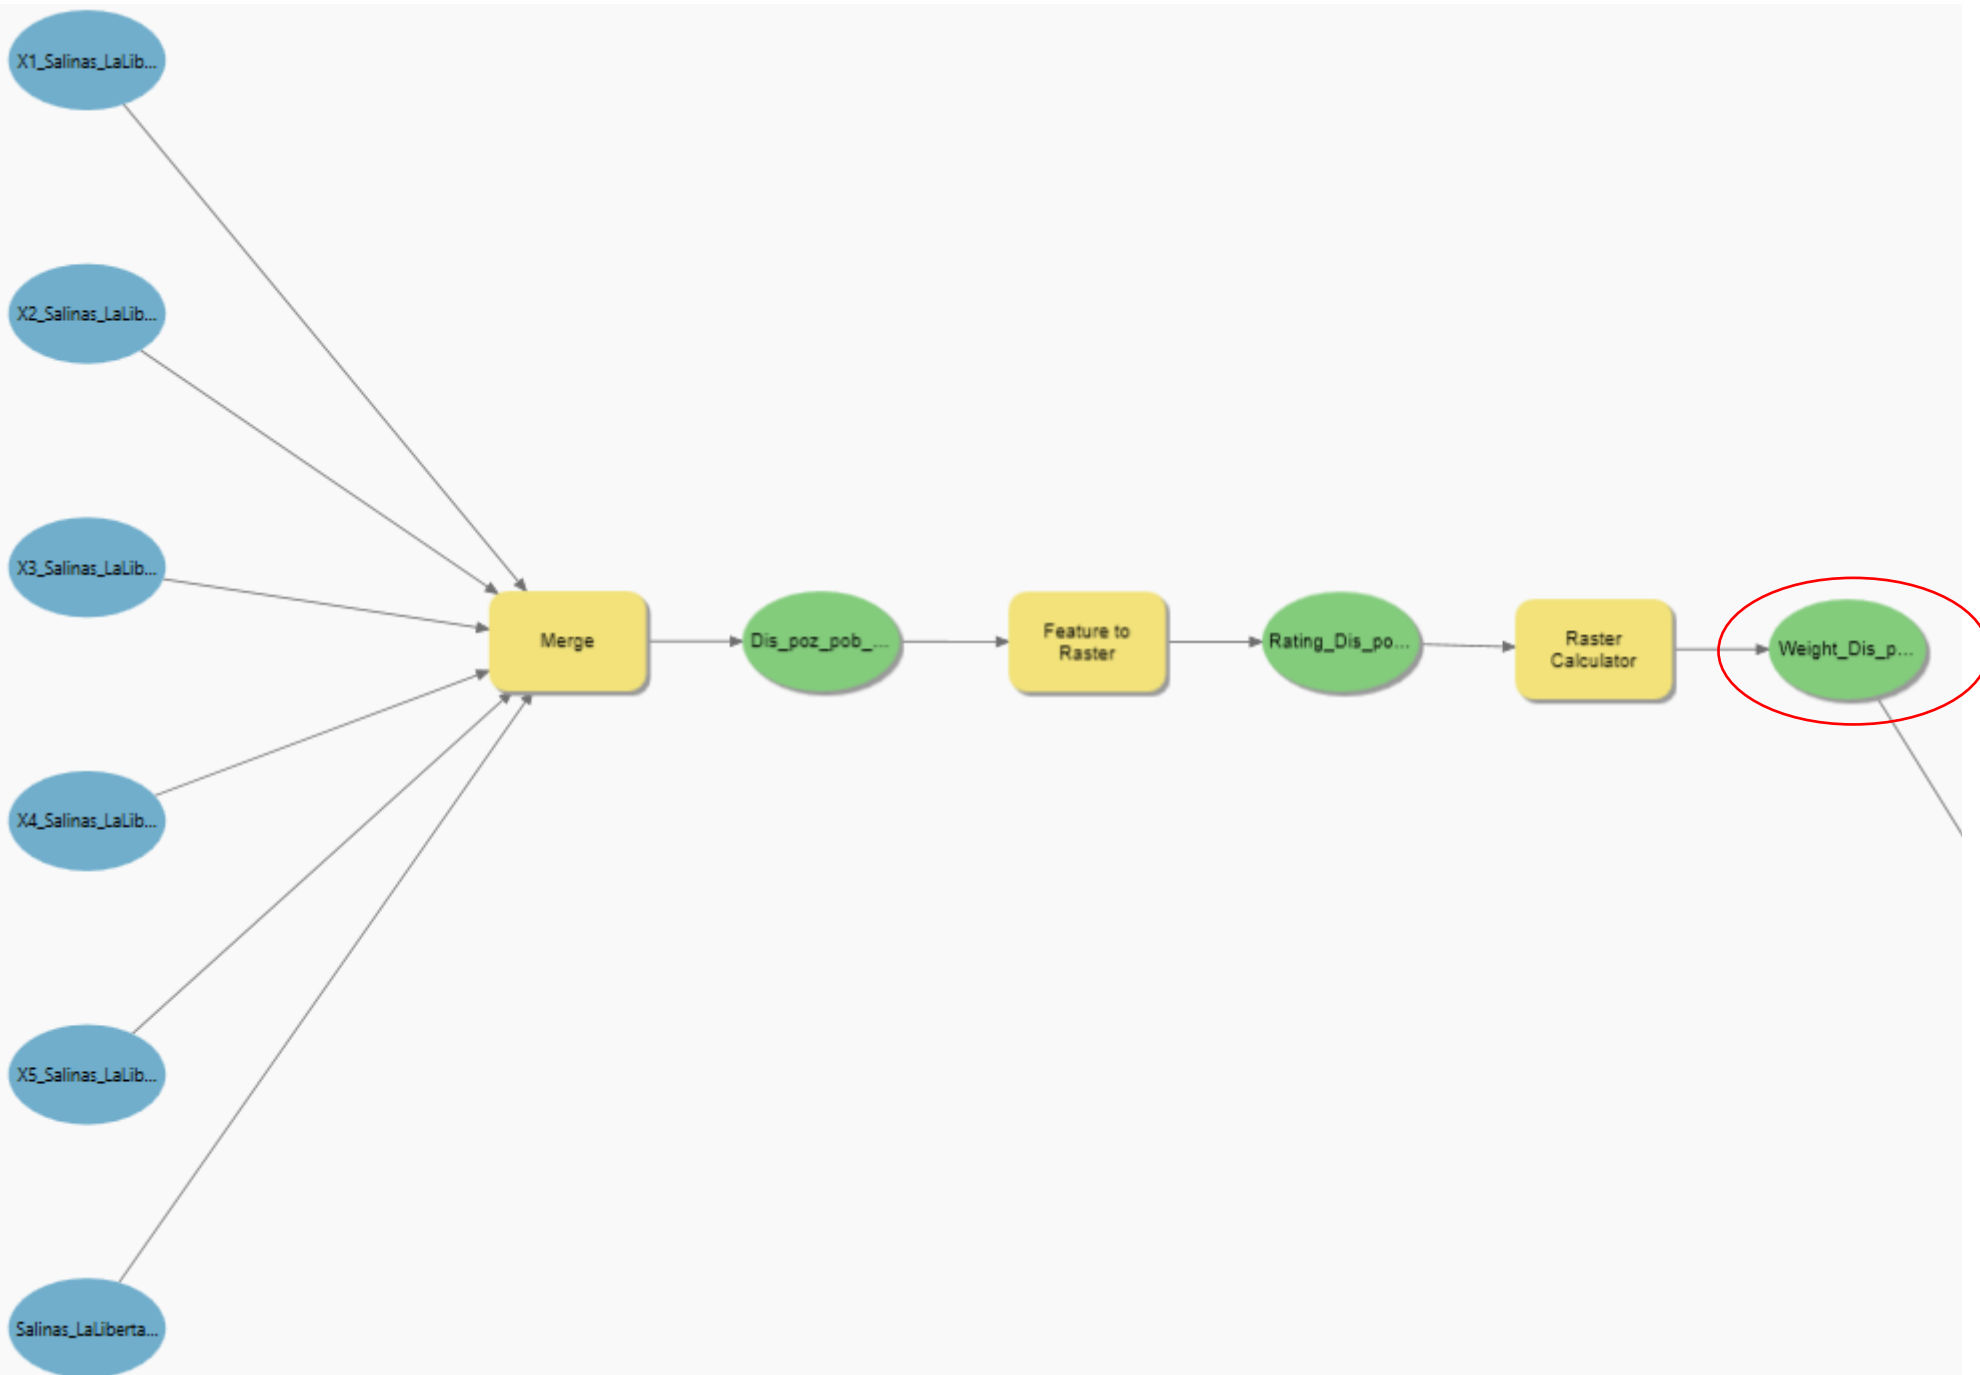 X1_Salinas_LaLib...
X2_Salinas_LaLib...
X3_Salinas_LaLib...
Merge
Dis_poz_pob_...
Feature to
Raster
Rating_Dis_po...
Raster
Calculator
Weight_Dis_p...
X4_Salinas_LaLib...
X5_Salinas_LaLib...
Salinas_LaLiberta...